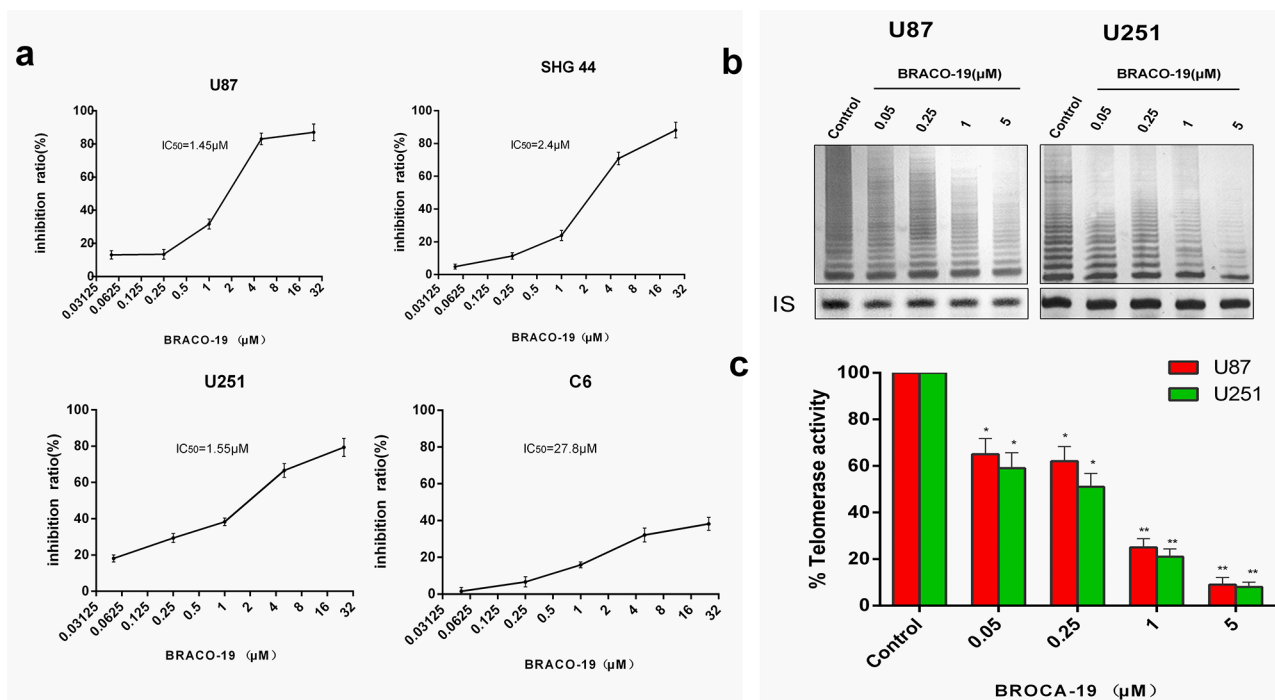 a
U87
inhibition ratio(%)
100
80
60
40
20
0
IC50=1.45μM
0.03125 0.0625 0.125 0.25 0.5 1 2 4 8 16 32
BRACO-19 (μM)
SHG 44
inhibition ratio(%)
100
80
60
40
20
0
IC50=2.4μM
0.03125 0.0625 0.125 0.25 0.5 1 2 4 8 16 32
BRACO-19 (μM)
U251
inhibition ratio(%)
100
80
60
40
20
0
IC50=1.55μM
0.03125 0.0625 0.125 0.25 0.5 1 2 4 8 16 32
BRACO-19 (μM)
C6
inhibition ratio(%)
100
80
60
40
20
0
IC50=27.8μM
0.03125 0.0625 0.125 0.25 0.5 1 2 4 8 16 32
BRACO-19 (μM)
b
U87
BRACO-19(μM)
Control 0.05 0.25 1 5
U251
BRACO-19(μM)
Control 0.05 0.25 1 5
IS
c
U87
U251
% Telomerase activity
100
80
60
40
20
0
* * * * ** ** ** **
Control 0.05 0.25 1 5
BROCA-19 (μM)